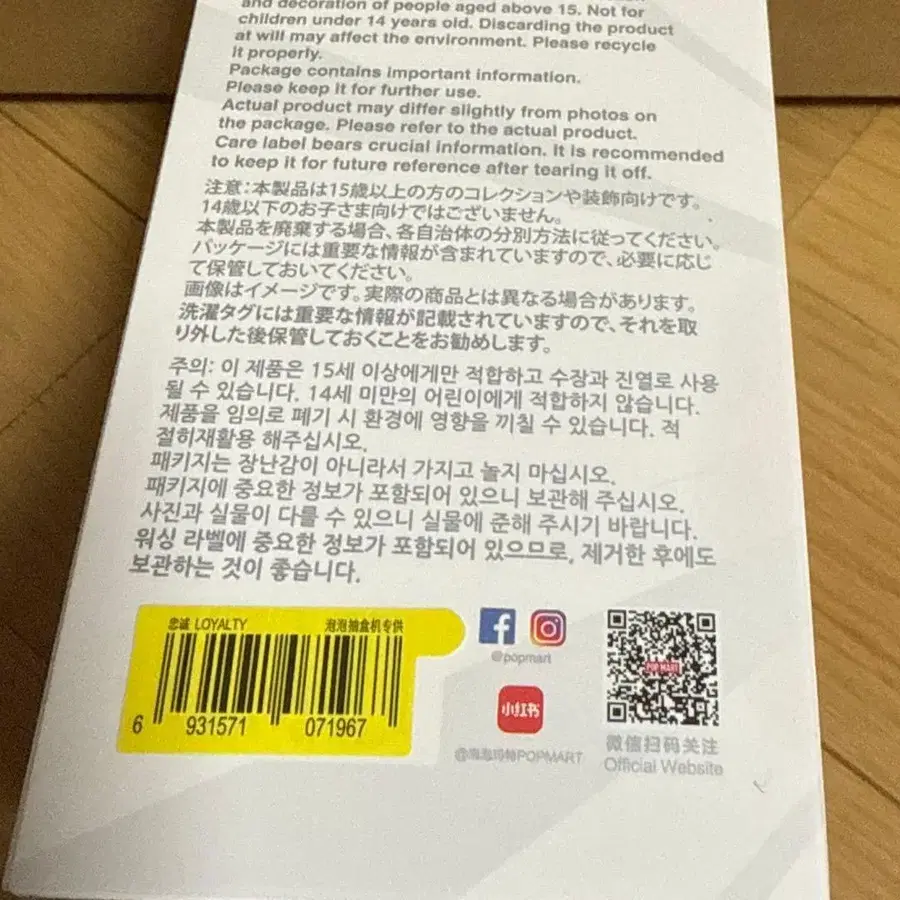 and decoration of people aged above 15. Not for
children under 14 years old. Discarding the product
at will may affect the environment. Please recycle
it properly.
Package contains important information.
Please keep it for further use.
Actual product may differ slightly from photos on
the package. Please refer to the actual product.
Care label bears crucial information. It is recommended
to keep it for future reference after tearing it off.
注意：本製品は15歳以上の方のコレクションや装飾向けです。
14歳以下のお子さま向けではございません。
本製品を廃棄する場合、各自治体の分別方法に従ってください。
パッケージには重要な情報が含まれていますので、必要に応じ
て保管しておいてください。
画像はイメージです。実際の商品とは異なる場合があります。
洗濯タグには重要な情報が記載されていますので、それを取
り外した後保管しておくことをお勧めします。
주의: 이 제품은 15세 이상에게만 적합하고 수장과 진열로 사용
될 수 있습니다. 14세 미만의 어린이에게 적합하지 않습니다.
제품을 임의로 폐기 시 환경에 영향을 끼칠 수 있습니다. 적
절히재활용 해주십시오.
패키지는 장난감이 아니라서 가지고 놀지 마십시오.
패키지에 중요한 정보가 포함되어 있으니 보관해 주십시오.
사진과 실물이 다를 수 있으니 실물에 준해 주시기 바랍니다.
워싱 라벨에 중요한 정보가 포함되어 있으므로, 제거한 후에도
보관하는 것이 좋습니다.
忠诚 LOYALTY 泡泡抽盒机专供
6 931571 071967
@popmart
小红书
@泡泡玛特POPMART
POP MART
微信扫码关注
Official Website